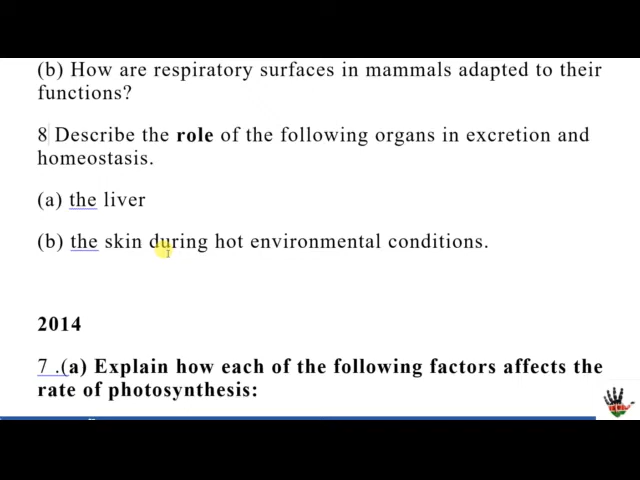 (b) How are respiratory surfaces in mammals adapted to their
functions?
8 Describe the role of the following organs in excretion and
homeostasis.
(a) the liver
(b) the skin during hot environmental conditions.
2014
7 .(a) Explain how each of the following factors affects the
rate of photosynthesis: